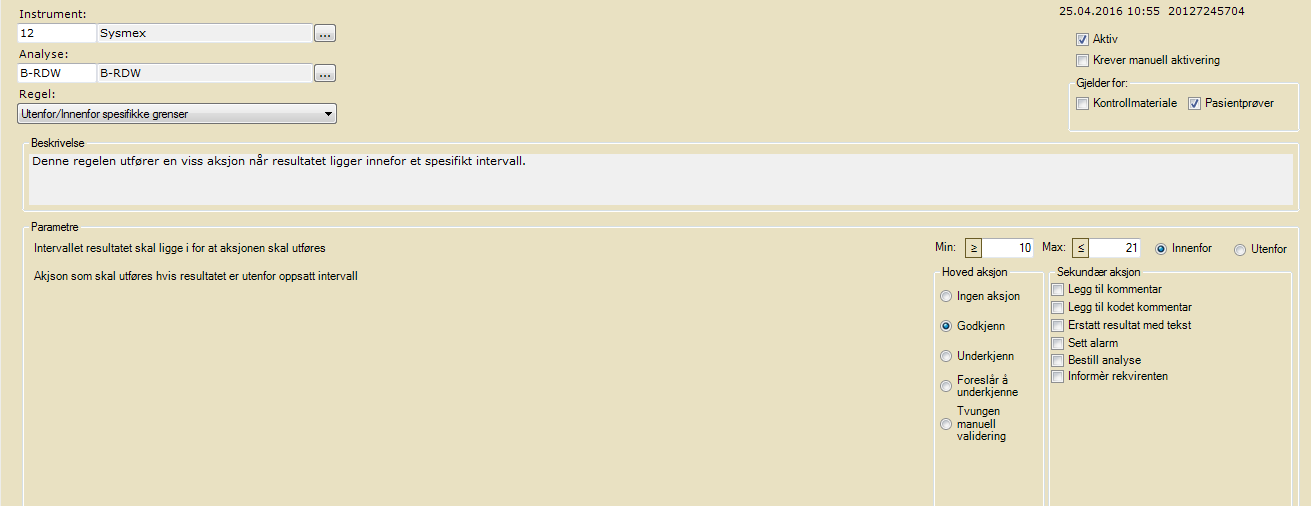 Instrument:
25.04.2016 10:55 20127245704
12 Sysmex ...
Aktiv
Analyse:
Krever manuell aktivering
B-RDW B-RDW ...
Gjelder for:
Regel:
Kontrollmateriale Pasientprøver
Utenfor/Innenfor spesifikke grenser
Beskrivelse
Denne regelen utfører en viss aksjon når resultatet ligger innefor et spesifikt intervall.
Parametre
Intervallet resultatet skal ligge i for at aksjonen skal utføres
Min: ≥ 10 Max: ≤ 21 Innenfor Utenfor
Akjson som skal utføres hvis resultatet er utenfor oppsatt intervall
Hoved aksjon
Ingen aksjon
Godkjenn
Underkjenn
Foreslår å
underkjenne
Tvungen
manuell
validering
Sekundær aksjon
Legg til kommentar
Legg til kodet kommentar
Erstatt resultat med tekst
Sett alarm
Bestill analyse
Informèr rekvirenten